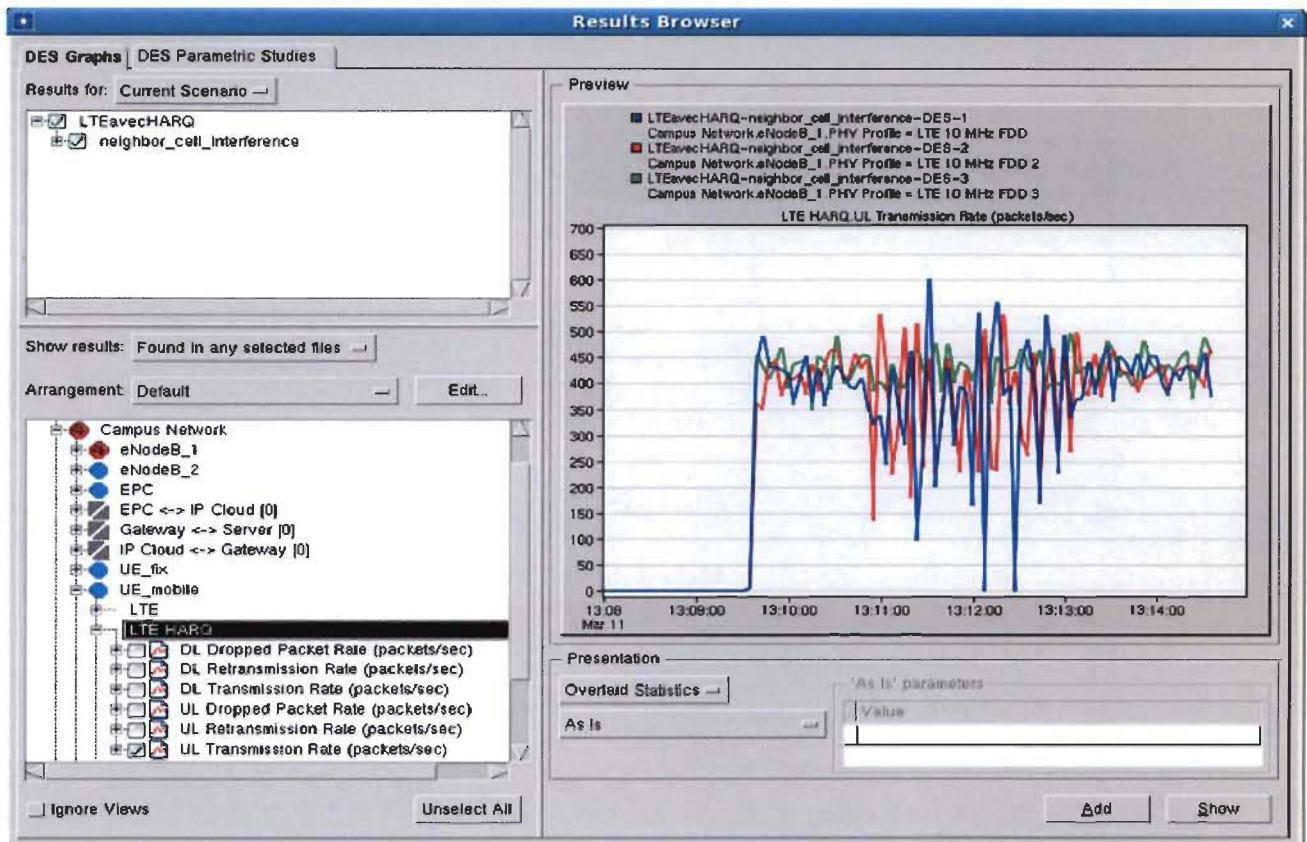 Results Browser
DES Graphs
DES Parametric Studies
Results for: Current Scenario
LTEavecHARQ
neighbor_cell_interference
Show results: Found in any selected files
Arrangement: Default
Edit...
Campus Network
eNodeB_1
eNodeB_2
EPC
EPC <-> IP Cloud [0]
Gateway <-> Server [0]
IP Cloud <-> Gateway [0]
UE_fix
UE_mobile
LTE
LTE HARQ
DL Dropped Packet Rate (packets/sec)
DL Retransmission Rate (packets/sec)
DL Transmission Rate (packets/sec)
UL Dropped Packet Rate (packets/sec)
UL Retransmission Rate (packets/sec)
UL Transmission Rate (packets/sec)
Ignore Views
Unselect All
Preview
LTEavecHARQ-neighbor_cell_interference-DES-1
Campus Network.eNodeB_1.PHY Profile = LTE 10 MHz FDD
LTEavecHARQ-neighbor_cell_interference-DES-2
Campus Network.eNodeB_1.PHY Profile = LTE 10 MHz FDD 2
LTEavecHARQ-neighbor_cell_interference-DES-3
Campus Network.eNodeB_1.PHY Profile = LTE 10 MHz FDD 3
LTE HARQ.UL Transmission Rate (packets/sec)
700
650
600
550
500
450
400
350
300
250
200
150
100
50
0
13:08 13:09:00 13:10:00 13:11:00 13:12:00 13:13:00 13:14:00
Mar 11
Presentation
Overlaid Statistics
As Is
'As Is' parameters
Value
Add
Show